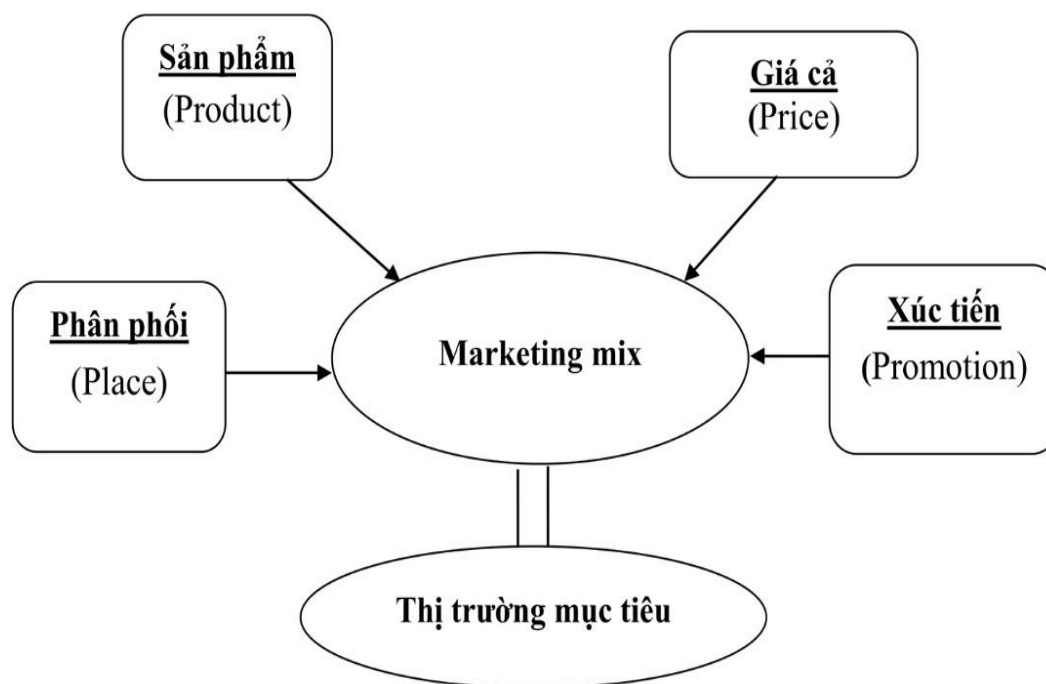 Sản phẩm
(Product)
Giá cả
(Price)
Phân phối
(Place)
Marketing mix
Xúc tiến
(Promotion)
Thị trường mục tiêu